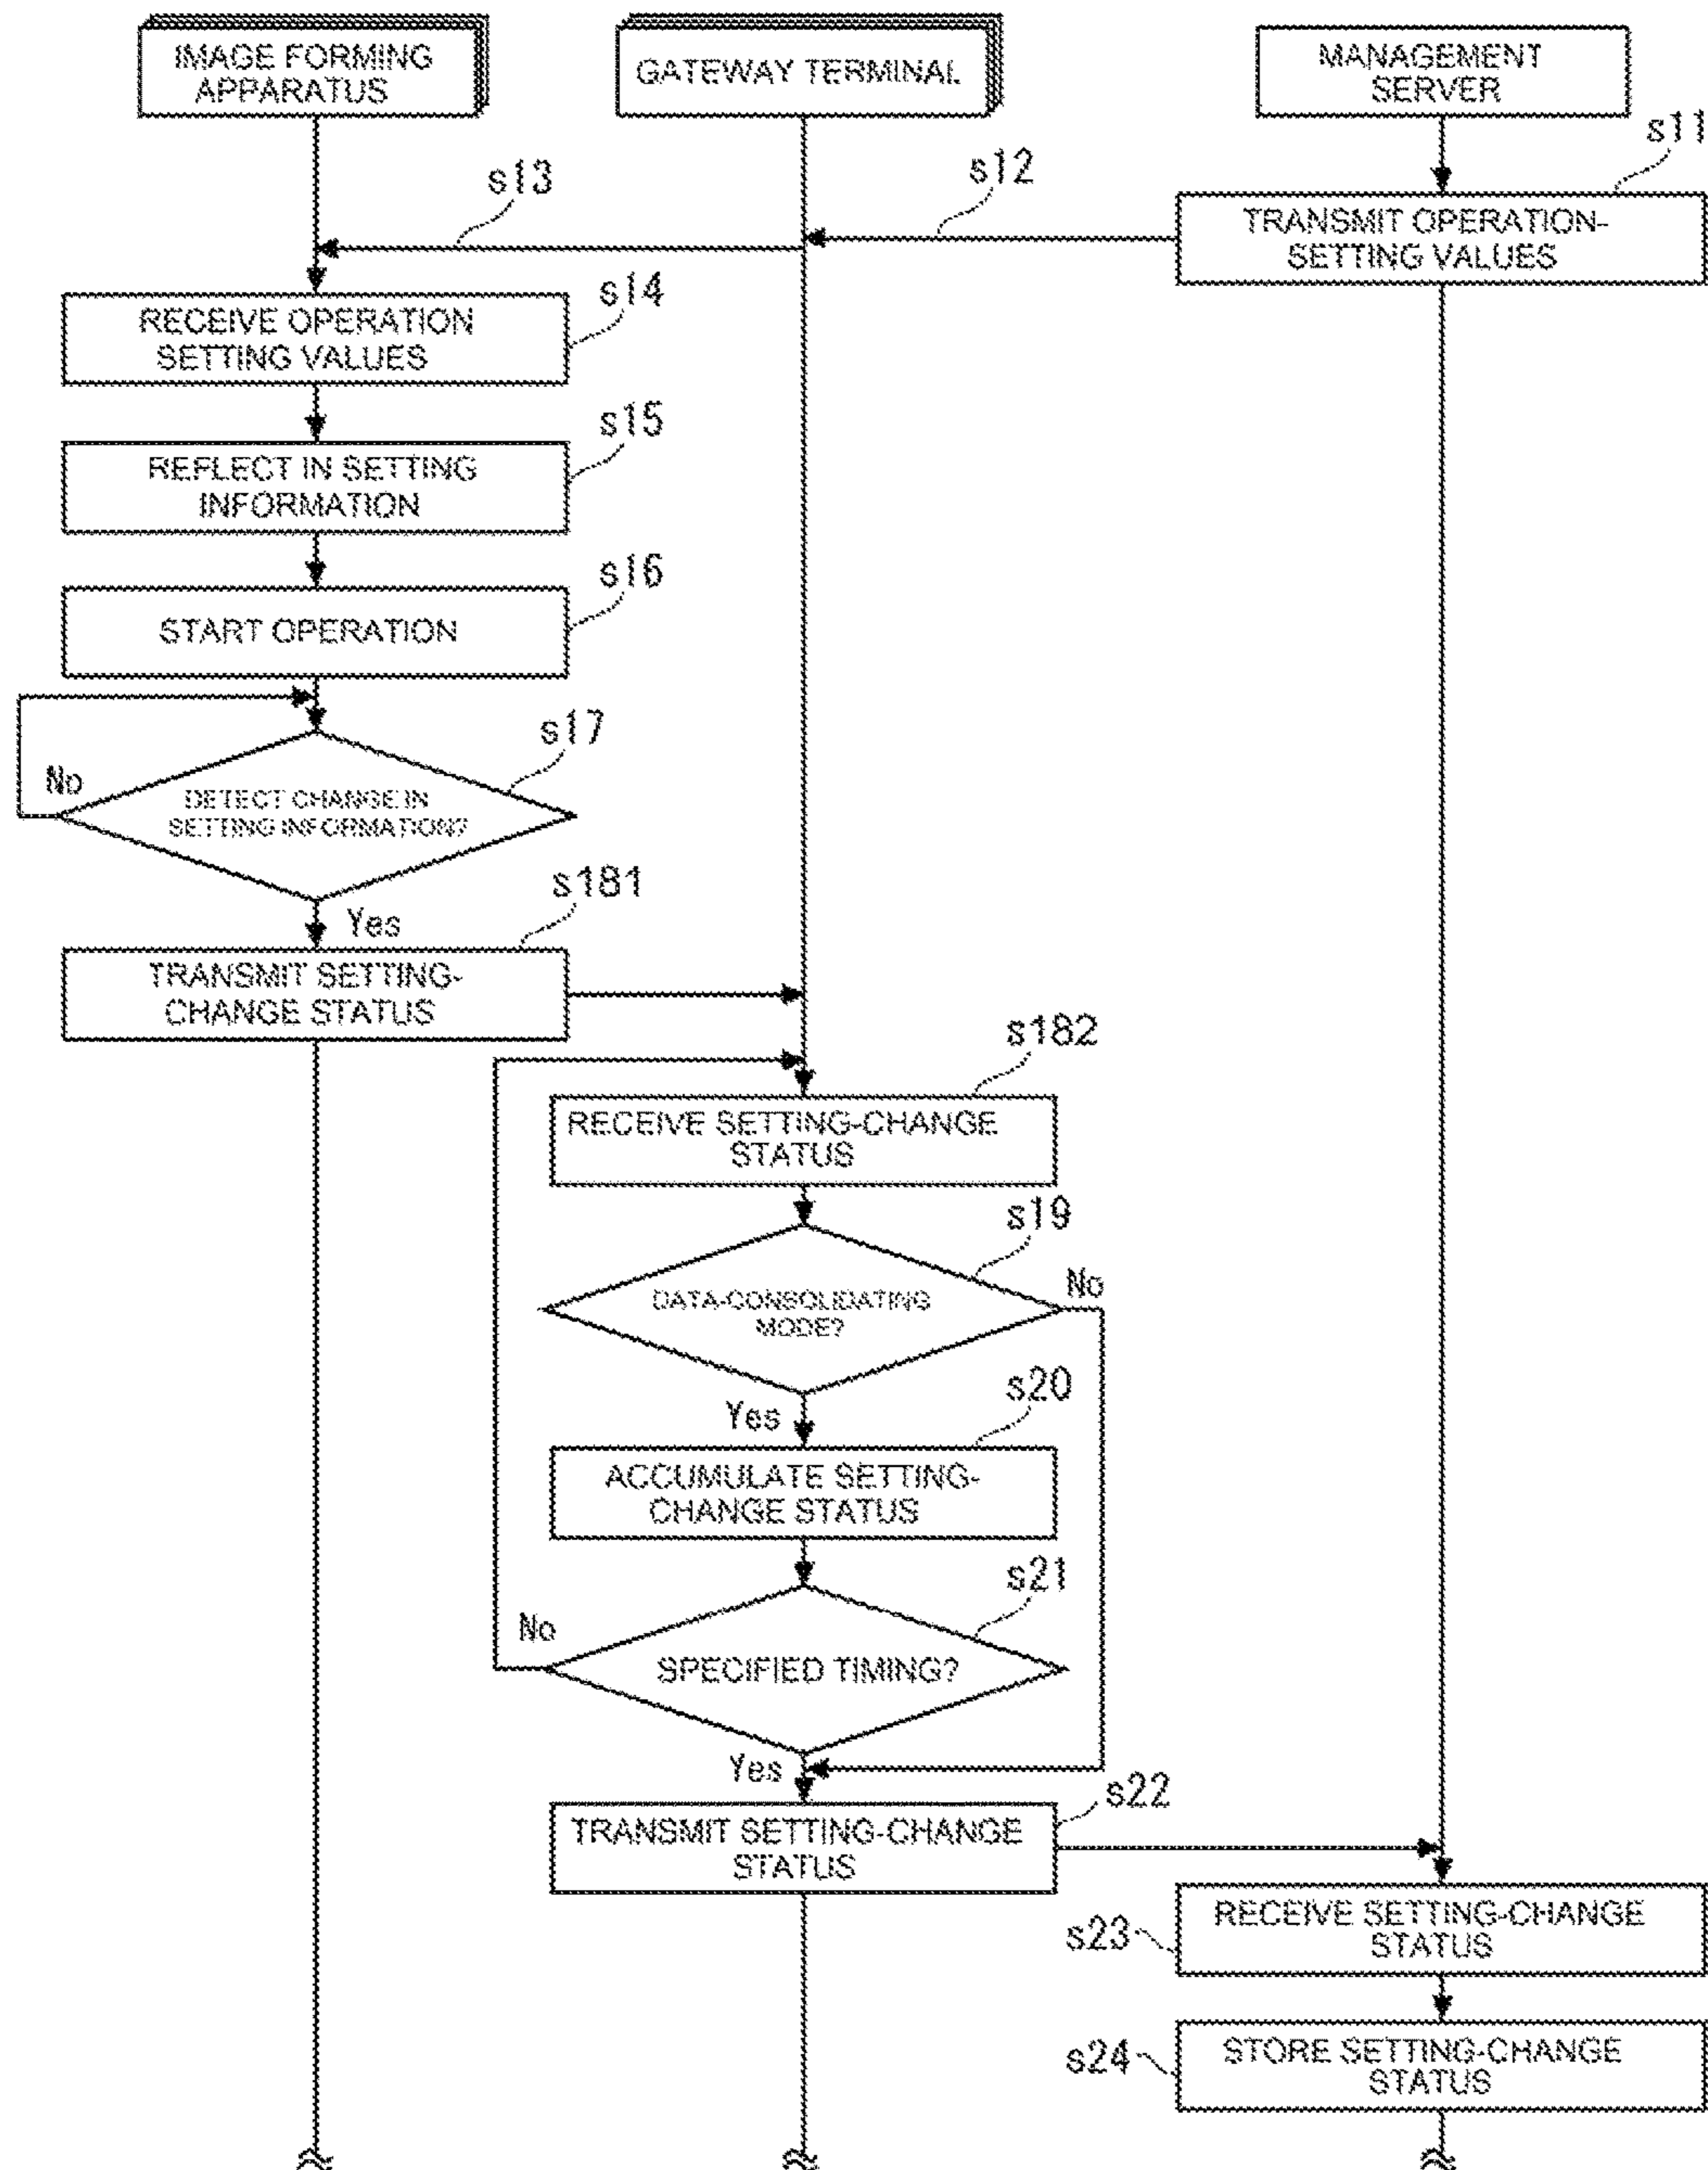 IMAGE FORMING
APPARATUS
GATEWAY TERMINAL
MANAGEMENT
SERVER
s11
TRANSMIT OPERATION-
SETTING VALUES
s12
s13
s14
RECEIVE OPERATION
SETTING VALUES
s15
REFLECT IN SETTING
INFORMATION
s16
START OPERATION
s17
No
DETECT CHANGE IN
SETTING INFORMATION?
Yes
s181
TRANSMIT SETTING-
CHANGE STATUS
s182
RECEIVE SETTING-CHANGE
STATUS
s19
No
DATA-CONSOLIDATING
MODE?
Yes
s20
ACCUMULATE SETTING-
CHANGE STATUS
s21
No
SPECIFIED TIMING?
Yes
s22
TRANSMIT SETTING-CHANGE
STATUS
s23
RECEIVE SETTING-CHANGE
STATUS
s24
STORE SETTING-CHANGE
STATUS